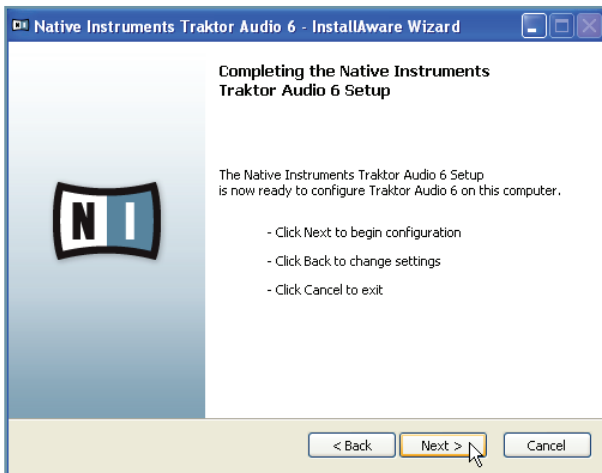 Native Instruments Traktor Audio 6 - InstallAware Wizard
Completing the Native Instruments
Traktor Audio 6 Setup
The Native Instruments Traktor Audio 6 Setup
is now ready to configure Traktor Audio 6 on this computer.
- Click Next to begin configuration
- Click Back to change settings
- Click Cancel to exit
N I
< Back Next > Cancel